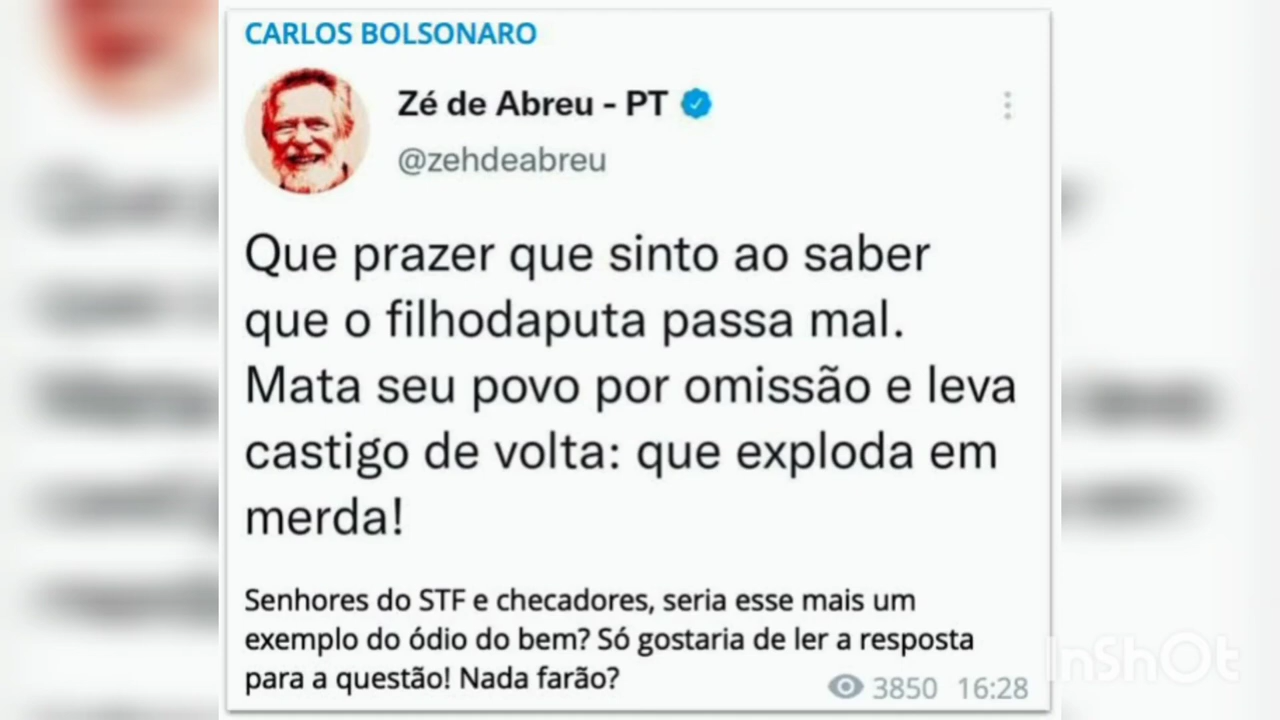 CARLOS BOLSONARO
Zé de Abreu - PT
@zehdeabreu
Que prazer que sinto ao saber
que o filhodaputa passa mal.
Mata seu povo por omissão e leva
castigo de volta: que exploda em
merda!
Senhores do STF e checadores, seria esse mais um
exemplo do ódio do bem? Só gostaria de ler a resposta
para a questão! Nada farão?
3850 16:28
InShOt